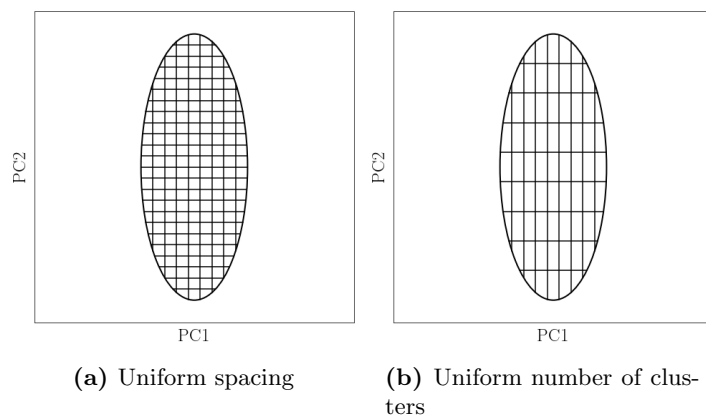 PC2
PC1
(a) Uniform spacing
PC2
PC1
(b) Uniform number of clus-
ters